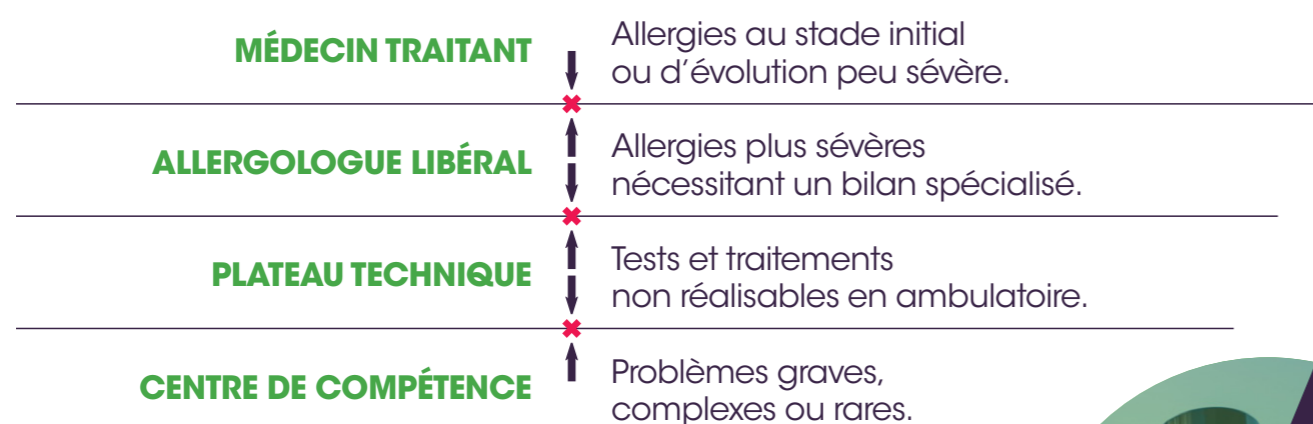 MÉDECIN TRAITANT
Allergies au stade initial
ou d'évolution peu sévère.
ALLERGOLOGUE LIBÉRAL
Allergies plus sévères
nécessitant un bilan spécialisé.
PLATEAU TECHNIQUE
Tests et traitements
non réalisables en ambulatoire.
CENTRE DE COMPÉTENCE
Problèmes graves,
complexes ou rares.